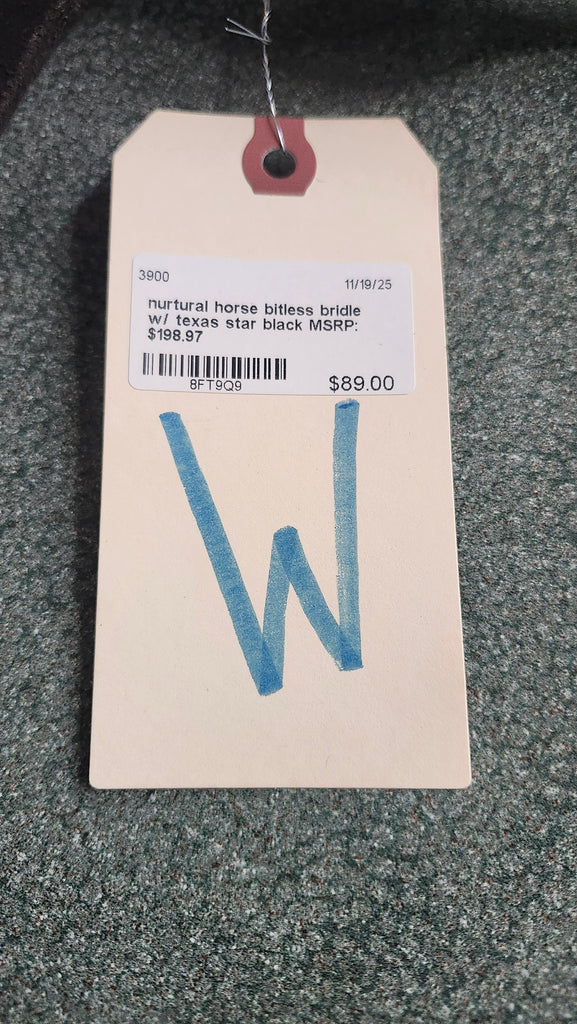 3900 11/19/25
nurtural horse bitless bridle
w/ texas star black MSRP:
$198.97
8FT9Q9 $89.00
W